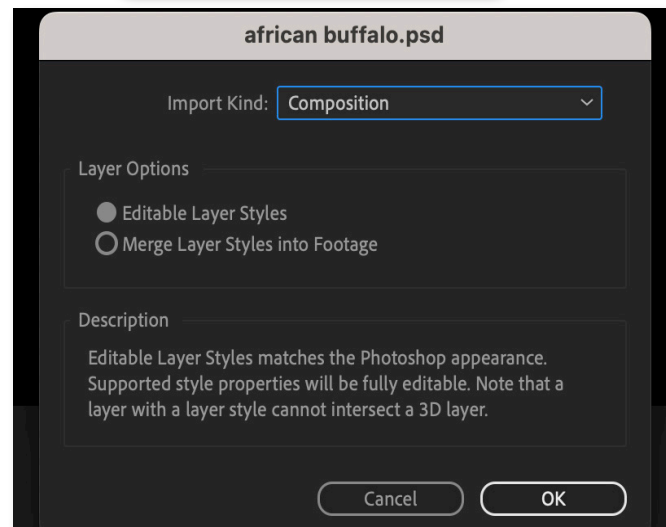 african buffalo.psd
Import Kind: Composition
Layer Options
Editable Layer Styles
Merge Layer Styles into Footage
Description
Editable Layer Styles matches the Photoshop appearance.
Supported style properties will be fully editable. Note that a
layer with a layer style cannot intersect a 3D layer.
Cancel OK